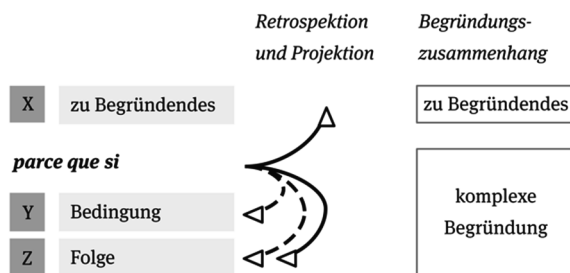 Retrospektion Begründungs-
und Projektion zusammenhang
X zu Begründendes zu Begründendes
parce que si
Y Bedingung komplexe
Begründung
Z Folge